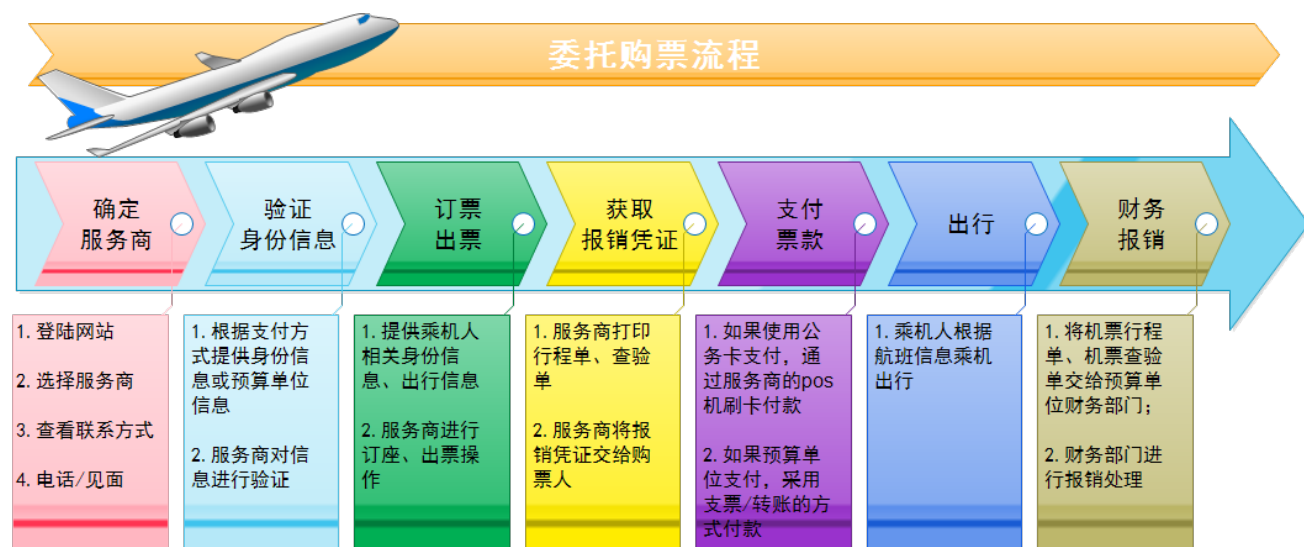 委托购票流程
确定
服务商
验证
身份信息
订票
出票
获取
报销凭证
支付
票款
出行
财务
报销
1. 登陆网站
2. 选择服务商
3. 查看联系方式
4. 电话/见面
1. 根据支付方
式提供身份信
息或预算单位
信息
2. 服务商对信
息进行验证
1. 提供乘机人
相关身份信
息、出行信息
2. 服务商进行
订座、出票操
作
1. 服务商打印
行程单、查验
单
2. 服务商将报
销凭证交给购
票人
1. 如果使用公
务卡支付，通
过服务商的pos
机刷卡付款
2. 如果预算单
位支付，采用
支票/转账的方
式付款
1. 乘机人根据
航班信息乘机
出行
1. 将机票行程
单、机票查验
单交给预算单
位财务部门；
2. 财务部门进
行报销处理